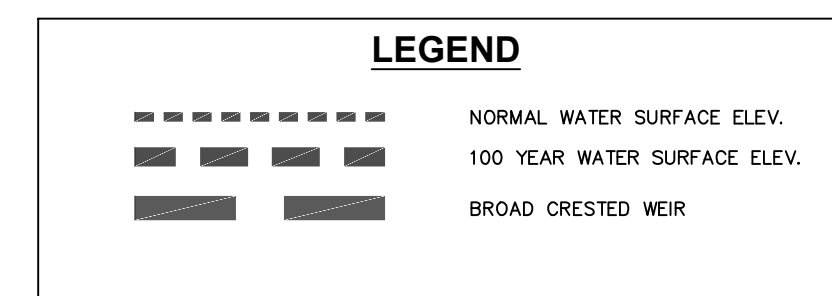 LEGEND
NORMAL WATER SURFACE ELEV.
100 YEAR WATER SURFACE ELEV.
BROAD CRESTED WEIR